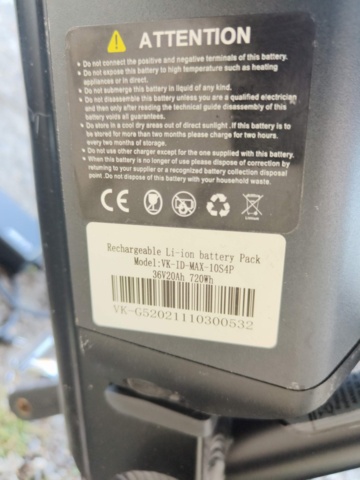 ATTENTION
• Do not connect the positive and negative terminals of this battery.
• Do not expose this battery to high temperature such as heating
appliances or in direct.
• Do not submerge this battery in liquid of any kind.
• Do not disassemble this battery unless you are a qualified electrician
and then only after reading the technical guide disassembly of this
battery voids all guarantees.
• Do store in a cool dry areas out of direct sunlight. If this battery is to
be stored for more than two months please charge for two hours.
every two months of storage.
• Do not use other charger except for the one supplied with this battery.
• When this battery is no longer of use please dispose of correction by
returning to your supplier or a recognized battery collection disposal
point .Do not dispose of this battery with your household waste.
CE
Rechargeable Li-ion battery Pack
Model:VK-ID-MAX-10S4P
36V20Ah 720Wh
VK-G52021110300532